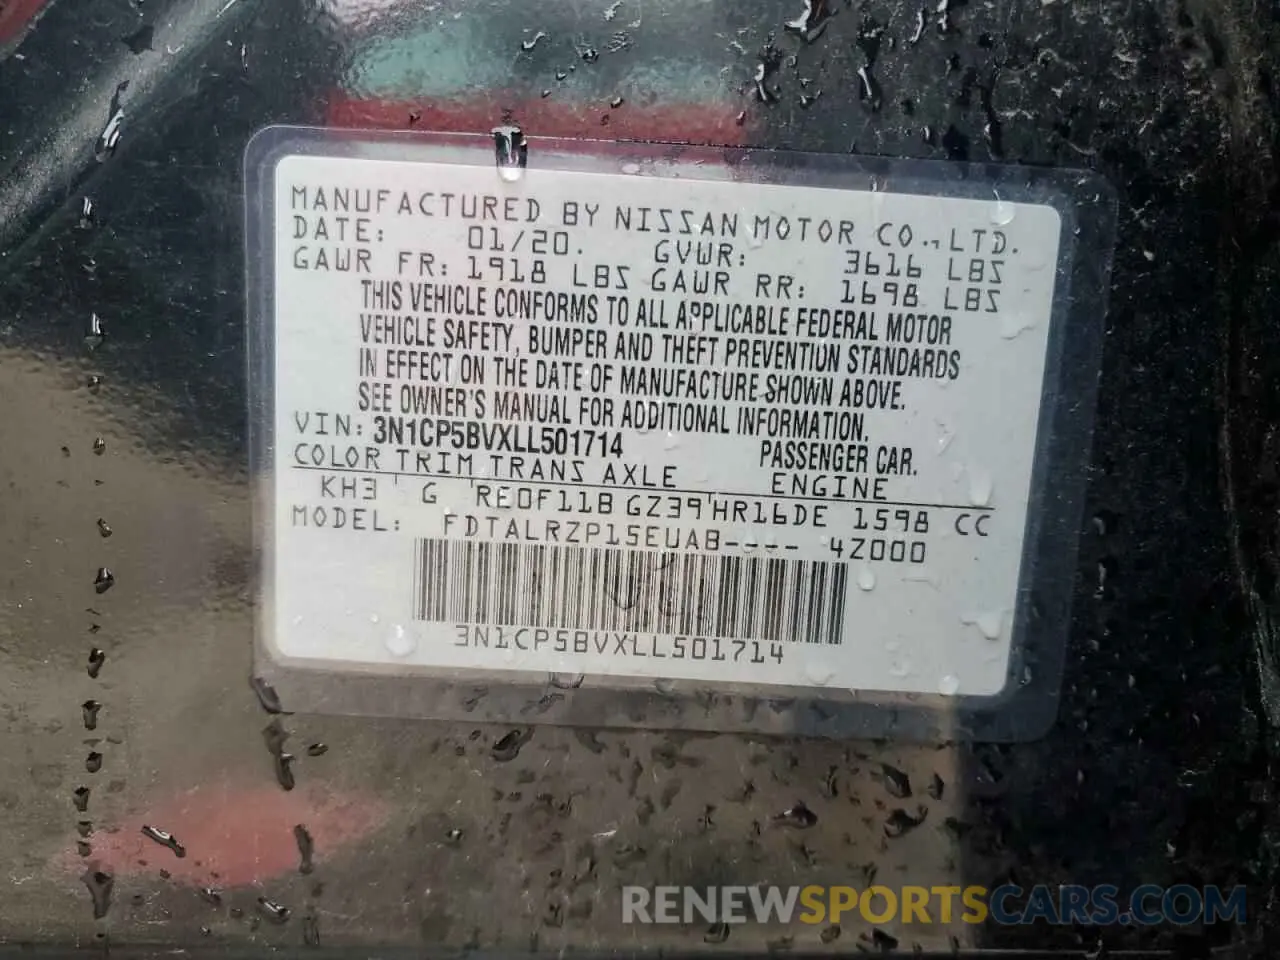 MANUFACTURED BY NISSAN MOTOR CO., LTD.
DATE: 01/20. GVWR: 3616 LBS
GAWR FR: 1918 LBS GAWR RR: 1698 LBS
THIS VEHICLE CONFORMS TO ALL APPLICABLE FEDERAL MOTOR
VEHICLE SAFETY, BUMPER AND THEFT PREVENTION STANDARDS
IN EFFECT ON THE DATE OF MANUFACTURE SHOWN ABOVE.
SEE OWNER'S MANUAL FOR ADDITIONAL INFORMATION.
VIN: 3N1CP5BVXLL501714 PASSENGER CAR.
COLOR TRIM TRANS AXLE ENGINE
KH3 G RE0F11B GZ39 HR16DE 1598 CC
MODEL: FDTALRZP15EUAB---- 4Z000
3N1CP5BVXLL501714
RENEWSPORTSCARS.COM